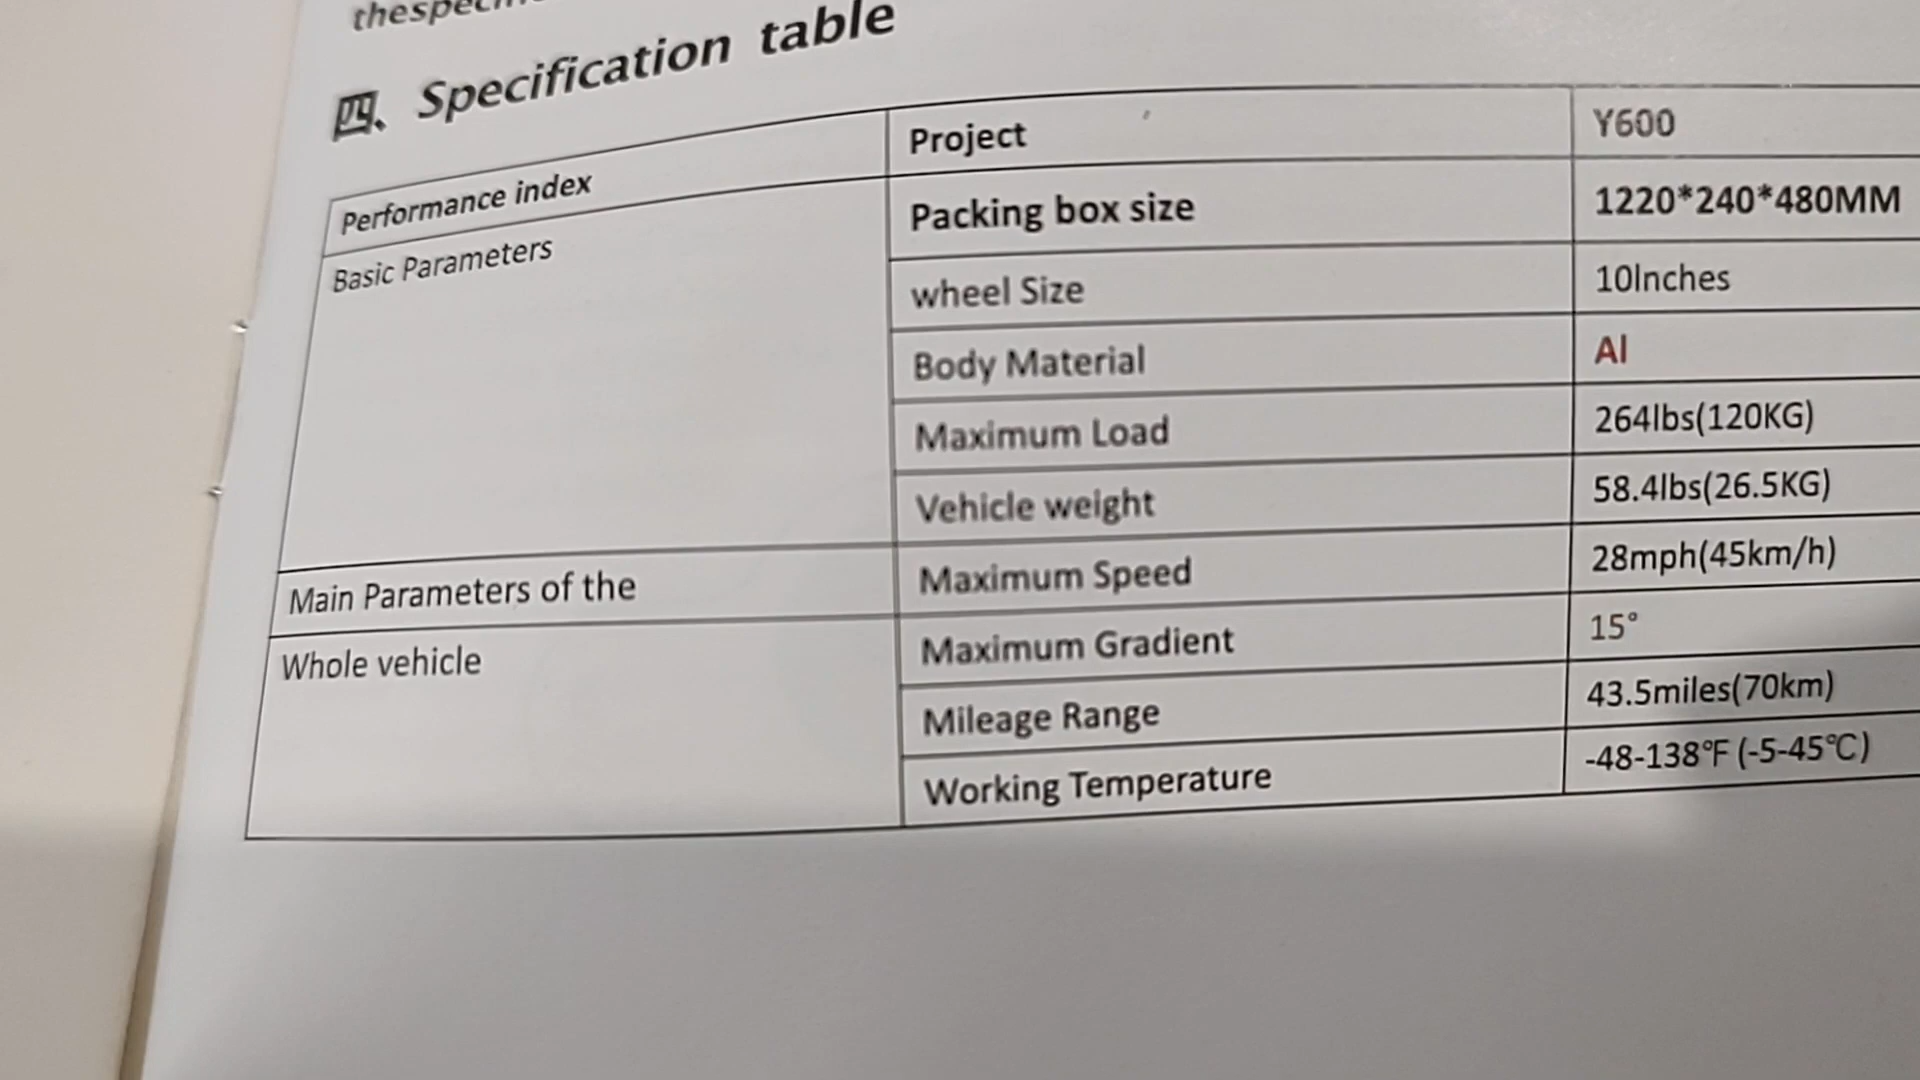 四、Specification table
Performance index
Project
Y600
Basic Parameters
Packing box size
1220*240*480MM
wheel Size
10Inches
Body Material
Al
Maximum Load
264lbs(120KG)
Vehicle weight
58.4lbs(26.5KG)
Main Parameters of the
Maximum Speed
28mph(45km/h)
Whole vehicle
Maximum Gradient
15°
Mileage Range
43.5miles(70km)
Working Temperature
-48-138℉ (-5-45℃)